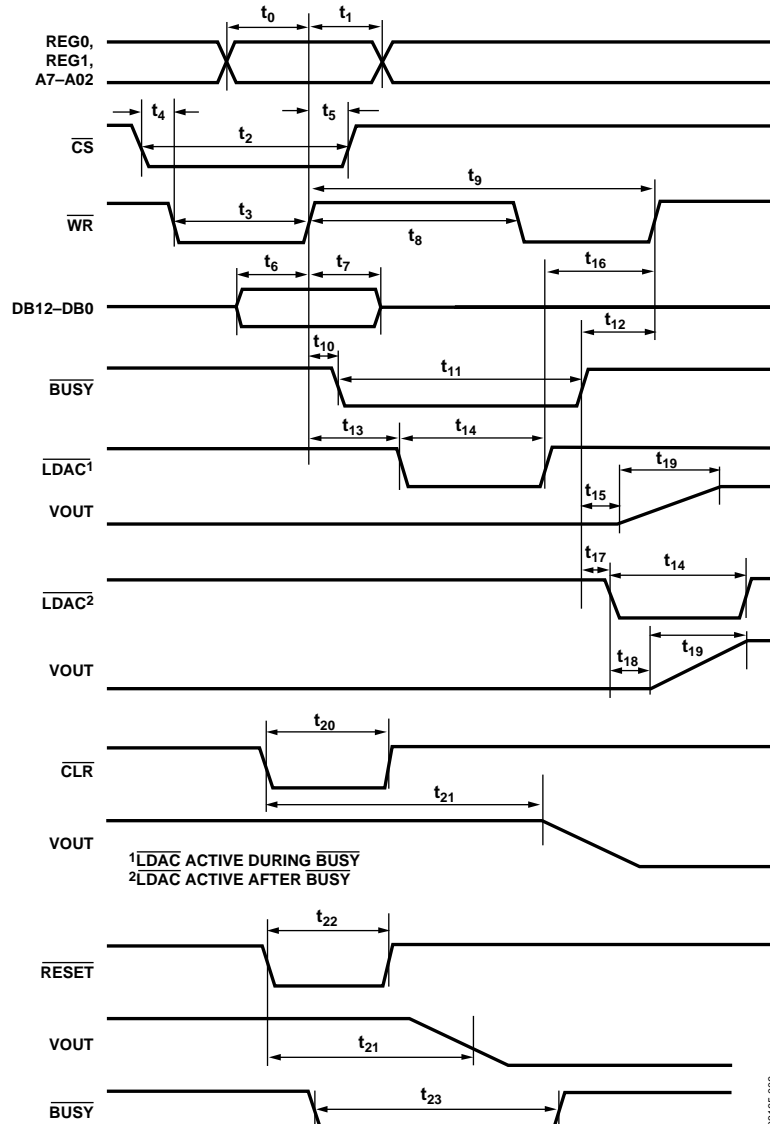 t0 t1
REG0,
REG1,
A7–A02
t4 t5
t2
CS
t9
t3
WR
t8
t16
t6 t7
DB12–DB0
t12
t10
t11
BUSY
t13 t14
LDAC1
t19
t15
VOUT
t17
t14
LDAC2
t19
t18
VOUT
t20
CLR
t21
VOUT
1LDAC ACTIVE DURING BUSY
2LDAC ACTIVE AFTER BUSY
t22
RESET
VOUT
t21
t23
BUSY